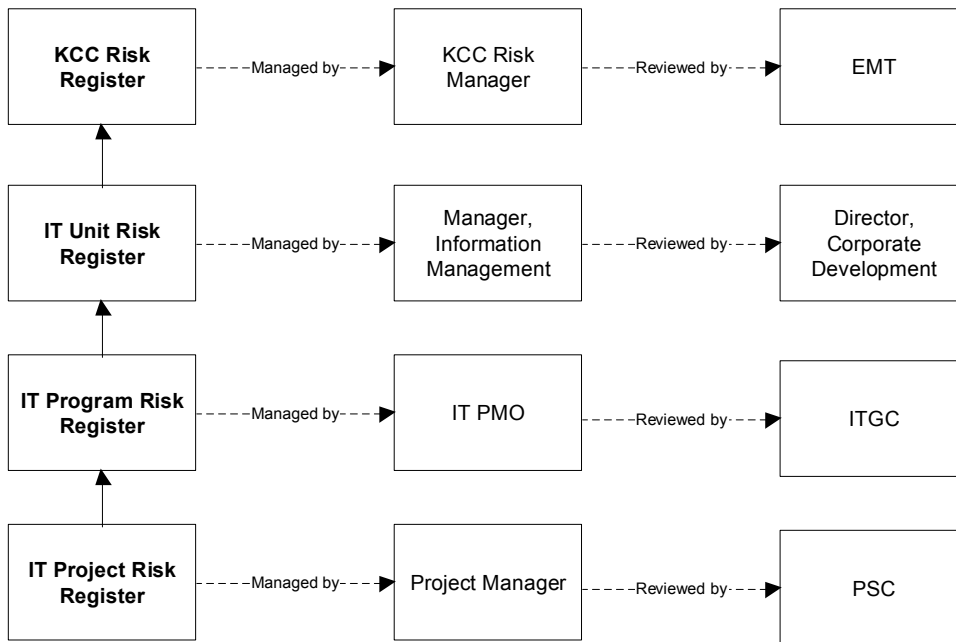 KCC Risk
Register
Managed by
KCC Risk
Manager
Reviewed by
EMT
IT Unit Risk
Register
Managed by
Manager,
Information
Management
Reviewed by
Director,
Corporate
Development
IT Program Risk
Register
Managed by
IT PMO
Reviewed by
ITGC
IT Project Risk
Register
Managed by
Project Manager
Reviewed by
PSC